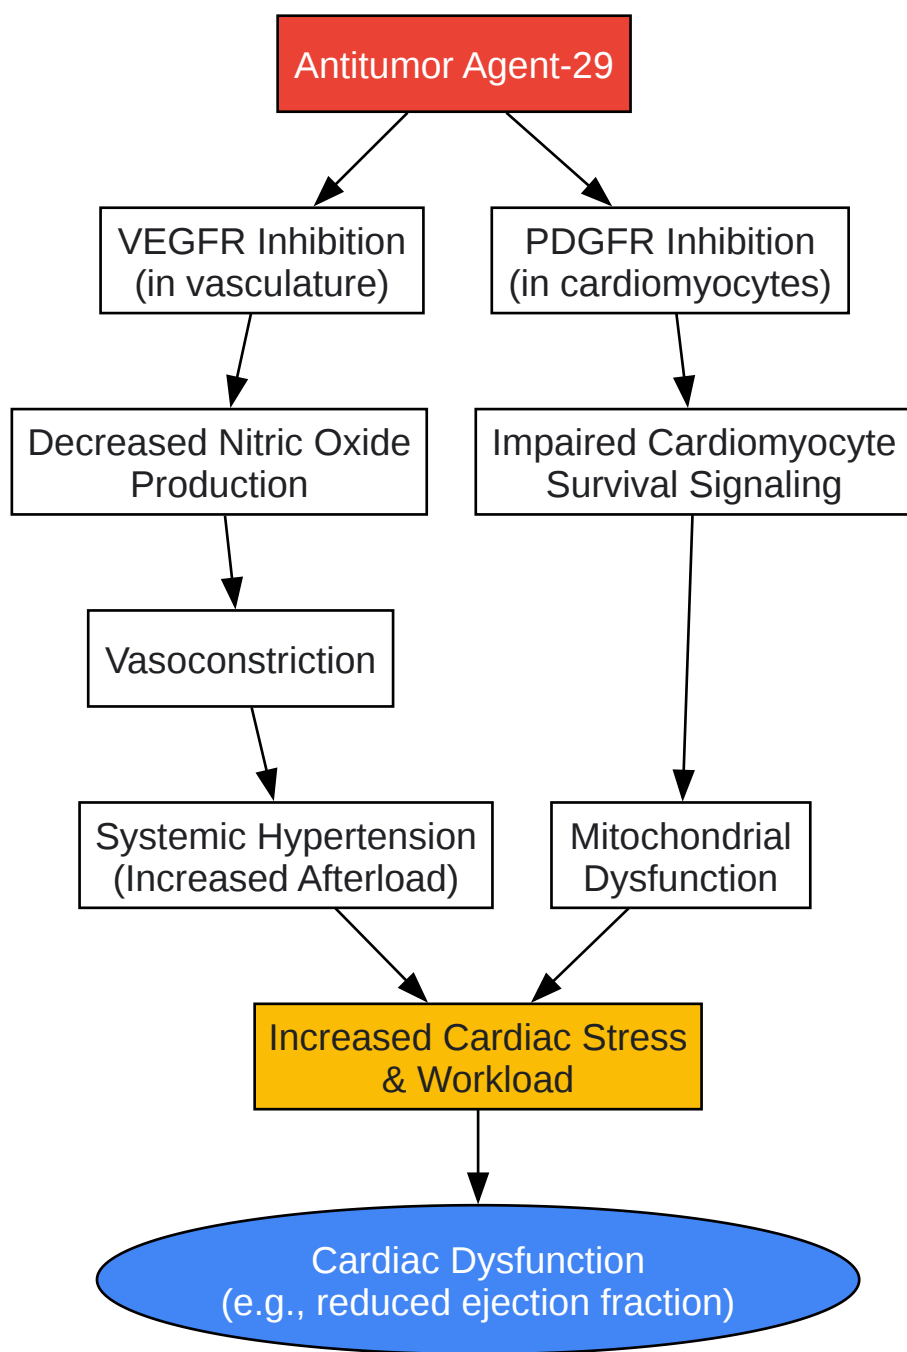 Antitumor Agent-29
VEGFR Inhibition
(in vasculature)
PDGFR Inhibition
(in cardiomyocytes)
Decreased Nitric Oxide
Production
Impaired Cardiomyocyte
Survival Signaling
Vasoconstriction
Systemic Hypertension
(Increased Afterload)
Mitochondrial
Dysfunction
Increased Cardiac Stress
& Workload
Cardiac Dysfunction
(e.g., reduced ejection fraction)